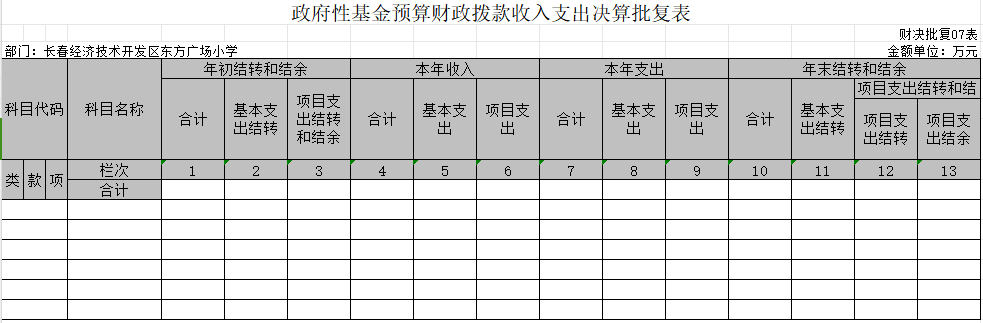 政府性基金预算财政拨款收入支出决算批复表
财决批复07表
部门：长春经济技术开发区东方广场小学
金额单位：万元
科目代码
科目名称
年初结转和结余
本年收入
本年支出
年末结转和结余
合计
基本支
出结转
项目支
出结转
和结余
合计
基本支
出
项目支
出
合计
基本支
出
项目支
出
合计
基本支
出结转
项目支出结转和结
项目支
出结转
项目支
出结余
类 款 项
栏次 1 2 3 4 5 6 7 8 9 10 11 12 13
合计